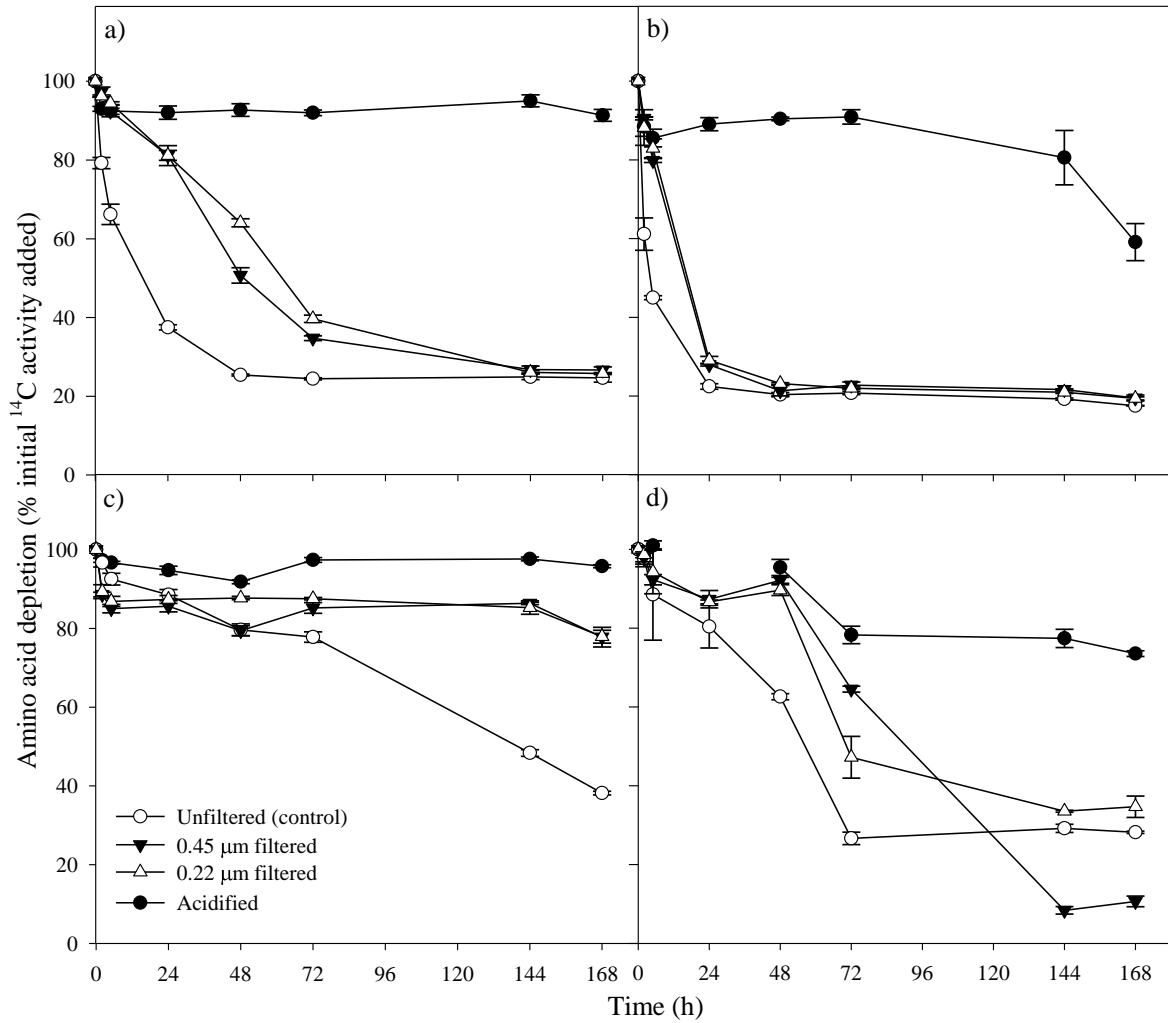 a)
b)
100
80
60
40
20
0
c)
d)
100
80
60
40
20
0
Amino acid depletion (% initial ¹⁴C activity added)
Unfiltered (control)
0.45 µm filtered
0.22 µm filtered
Acidified
0 24 48 72 96 120 144 168
0 24 48 72 96 120 144 168
Time (h)